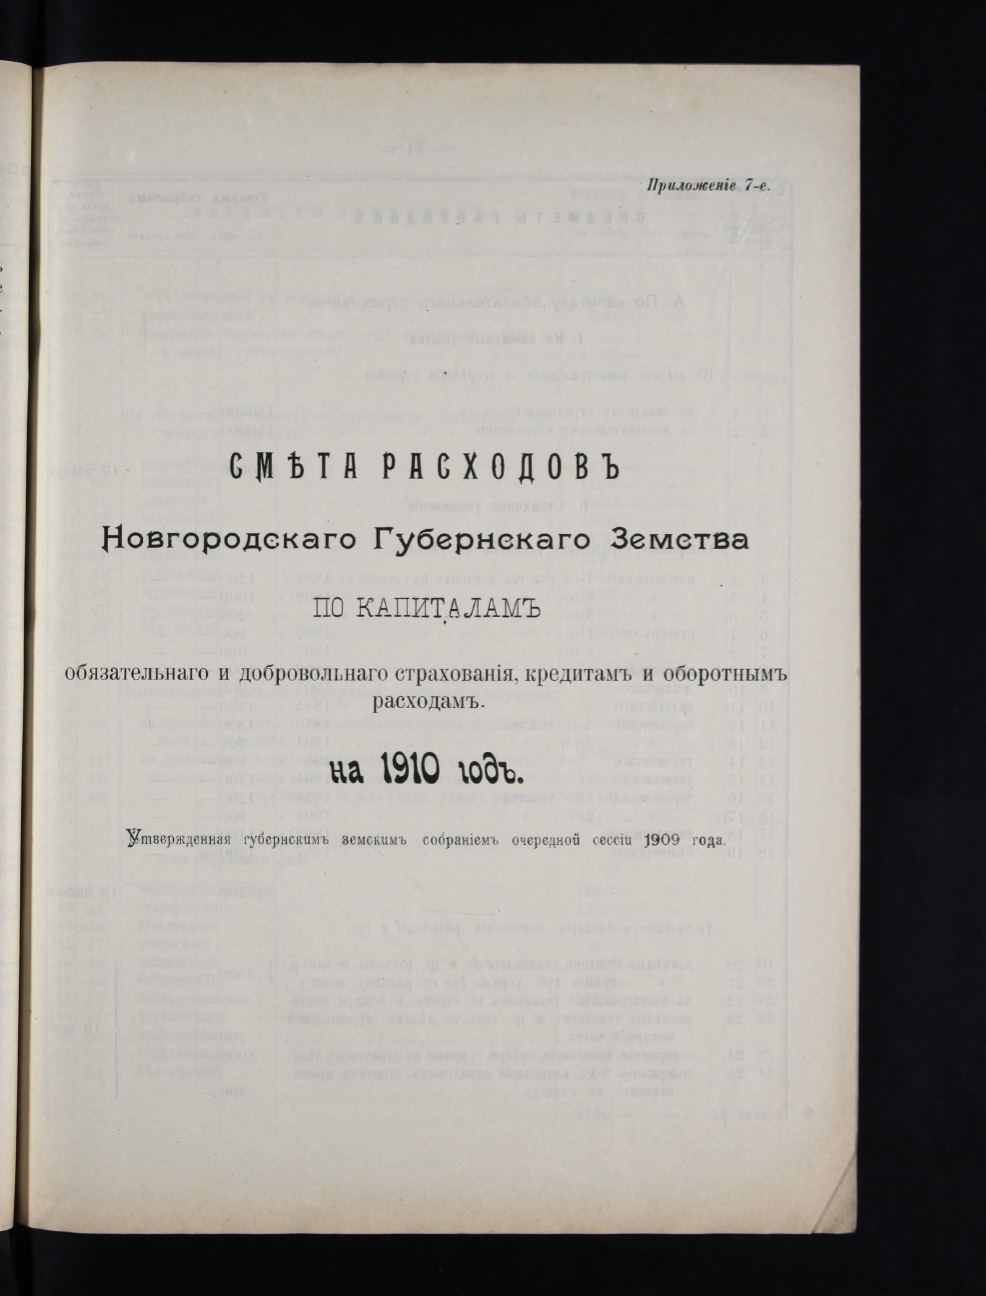 Приложеніе 7-е.
СМѢТА РАСХОДОВЪ
Новгородскаго Губернскаго Земства
ПО КАПИТАЛАМЪ
обязательнаго и добровольнаго страхованія, кредитамъ и оборотнымъ
расходамъ.
на 1910 годъ.
Утвержденная губернскимъ земскимъ собраніемъ очередной сессіи 1909 года.